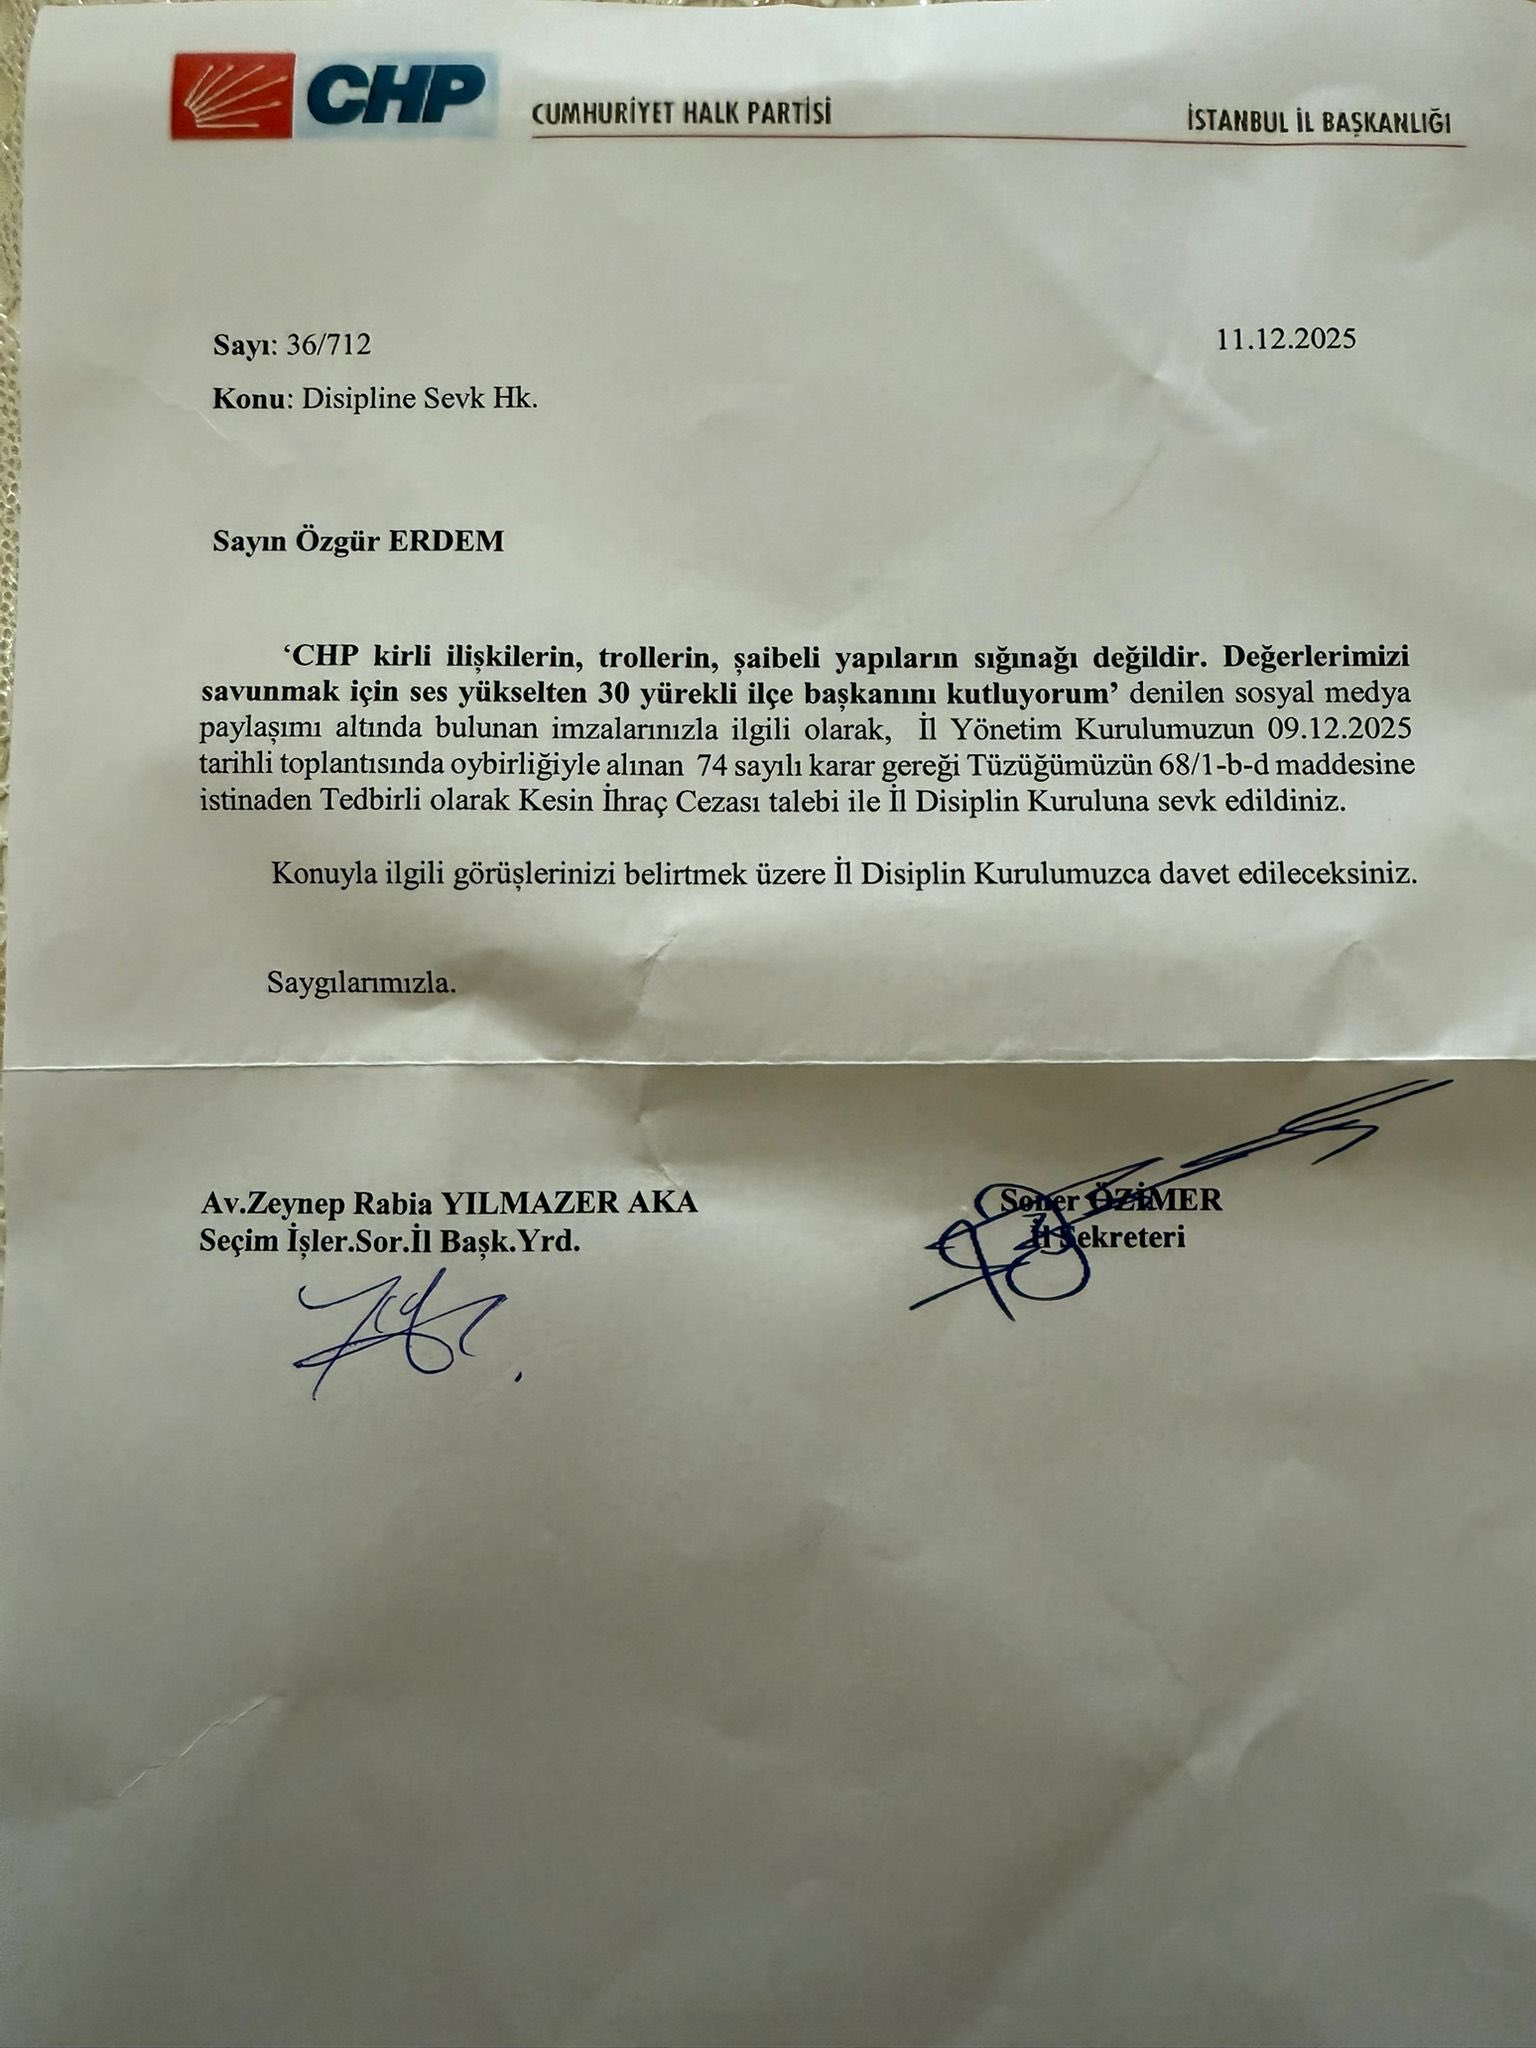 CHP
CUMHURİYET HALK PARTİSİ
İSTANBUL İL BAŞKANLIĞI
Sayı: 36/712
11.12.2025
Konu: Disipline Sevk Hk.
Sayın Özgür ERDEM
‘CHP kirli ilişkilerin, trollerin, şaibeli yapıların sığınağı değildir. Değerlerimizi
savunmak için ses yükselten 30 yürekli ilçe başkanını kutluyorum’ denilen sosyal medya
paylaşımı altında bulunan imzalarınızla ilgili olarak, İl Yönetim Kurulumuzun 09.12.2025
tarihli toplantısında oybirliğiyle alınan 74 sayılı karar gereği Tüzüğümüzün 68/1-b-d maddesine
istinaden Tedbirli olarak Kesin İhraç Cezası talebi ile İl Disiplin Kuruluna sevk edildiniz.
Konuyla ilgili görüşlerinizi belirtmek üzere İl Disiplin Kurulumuzca davet edileceksiniz.
Saygılarımızla.
Av.Zeynep Rabia YILMAZER AKA
Seçim İşler.Sor.İl Başk.Yrd.
Soner ÖZİMER
İl Sekreteri